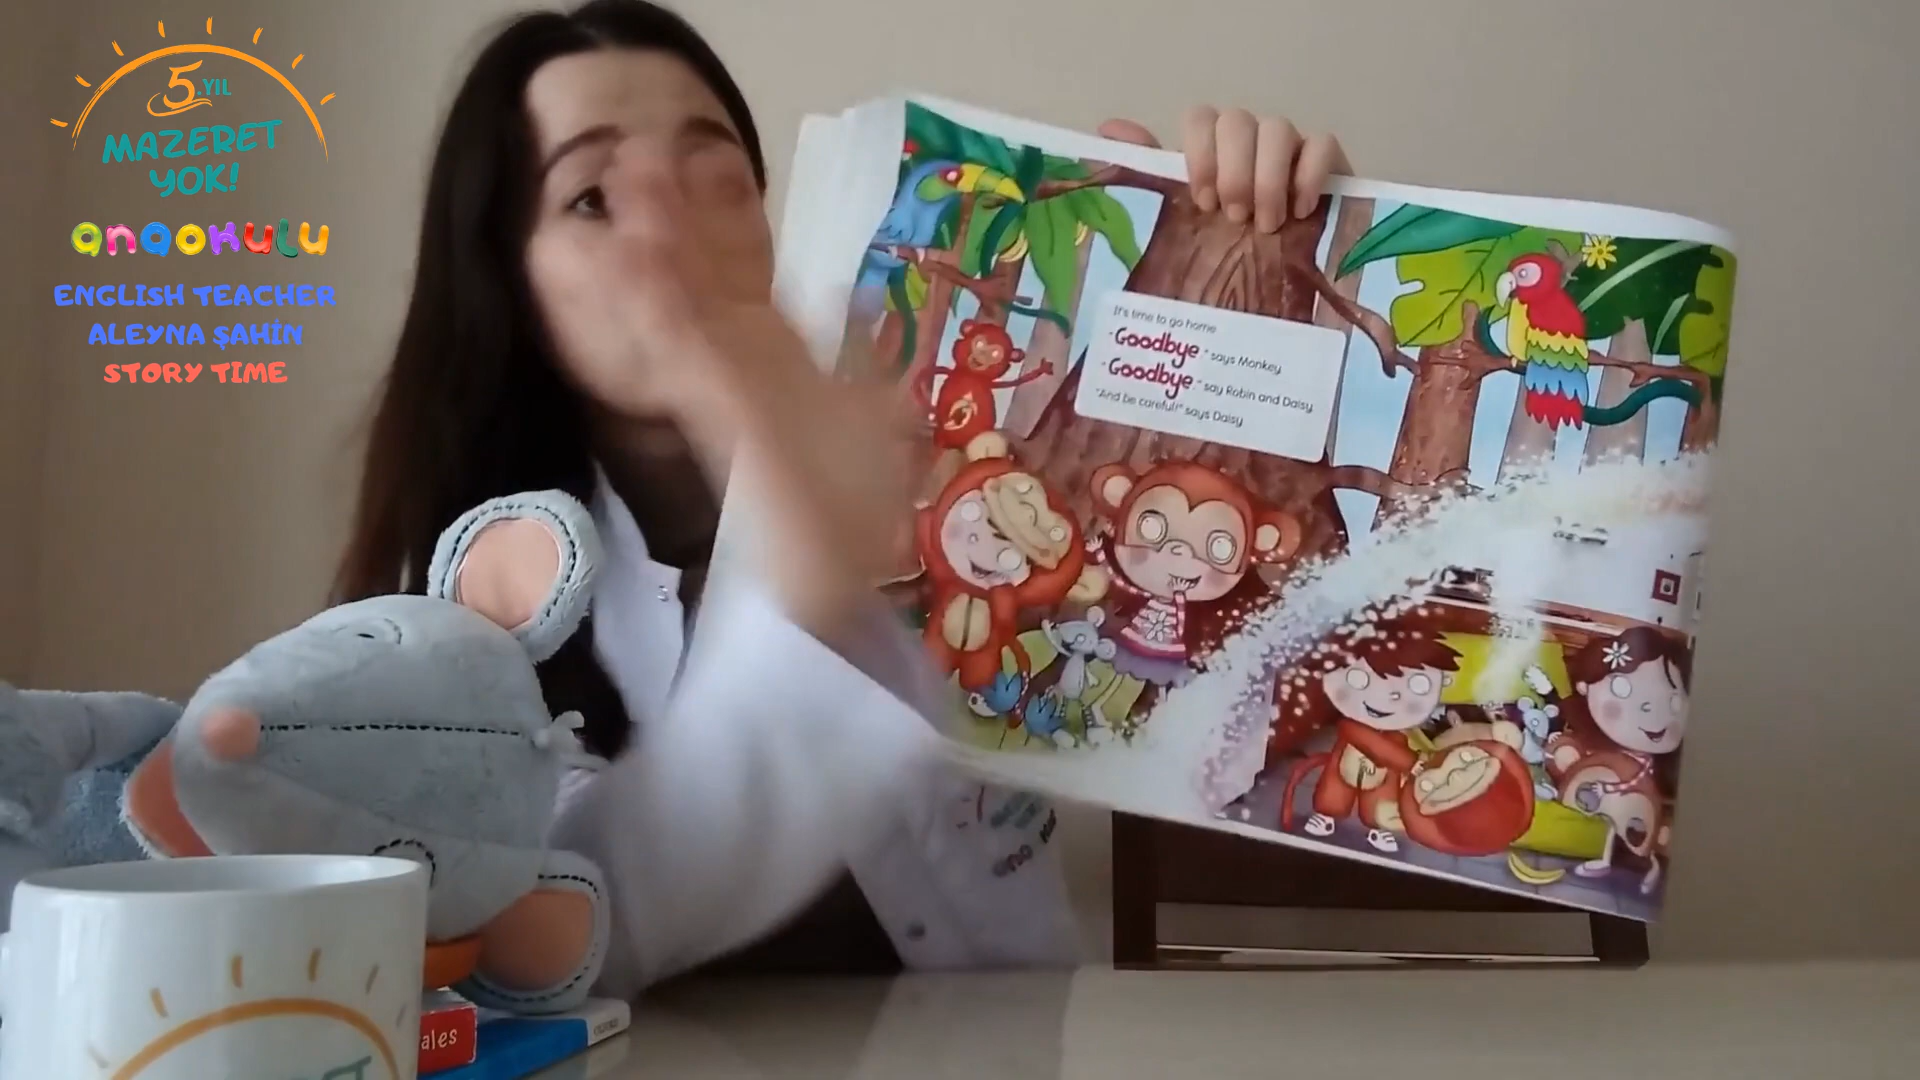 5.YIL
MAZERET
YOK!
anaokulu
ENGLISH TEACHER
ALEYNA ŞAHİN
STORY TIME
It's time to go home
"Goodbye" says Monkey
"Goodbye" say Robin and Daisy
"And be careful!" says Daisy
ales
OXFORD